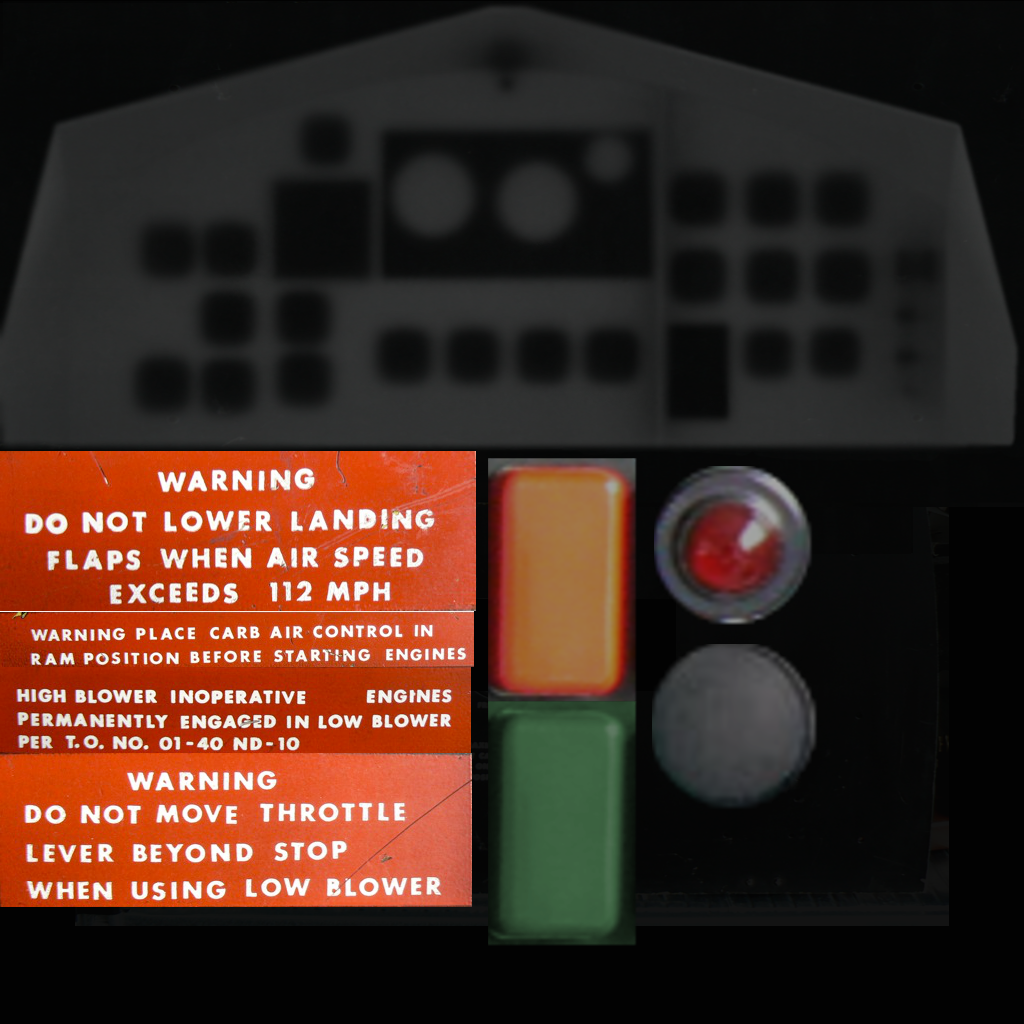 WARNING
DO NOT LOWER LANDING
FLAPS WHEN AIR SPEED
EXCEEDS 112 MPH
WARNING PLACE CARB AIR CONTROL IN
RAM POSITION BEFORE STARTING ENGINES
HIGH BLOWER INOPERATIVE ENGINES
PERMANENTLY ENGAGED IN LOW BLOWER
PER T.O. NO. 01-40 ND-10
WARNING
DO NOT MOVE THROTTLE
LEVER BEYOND STOP
WHEN USING LOW BLOWER